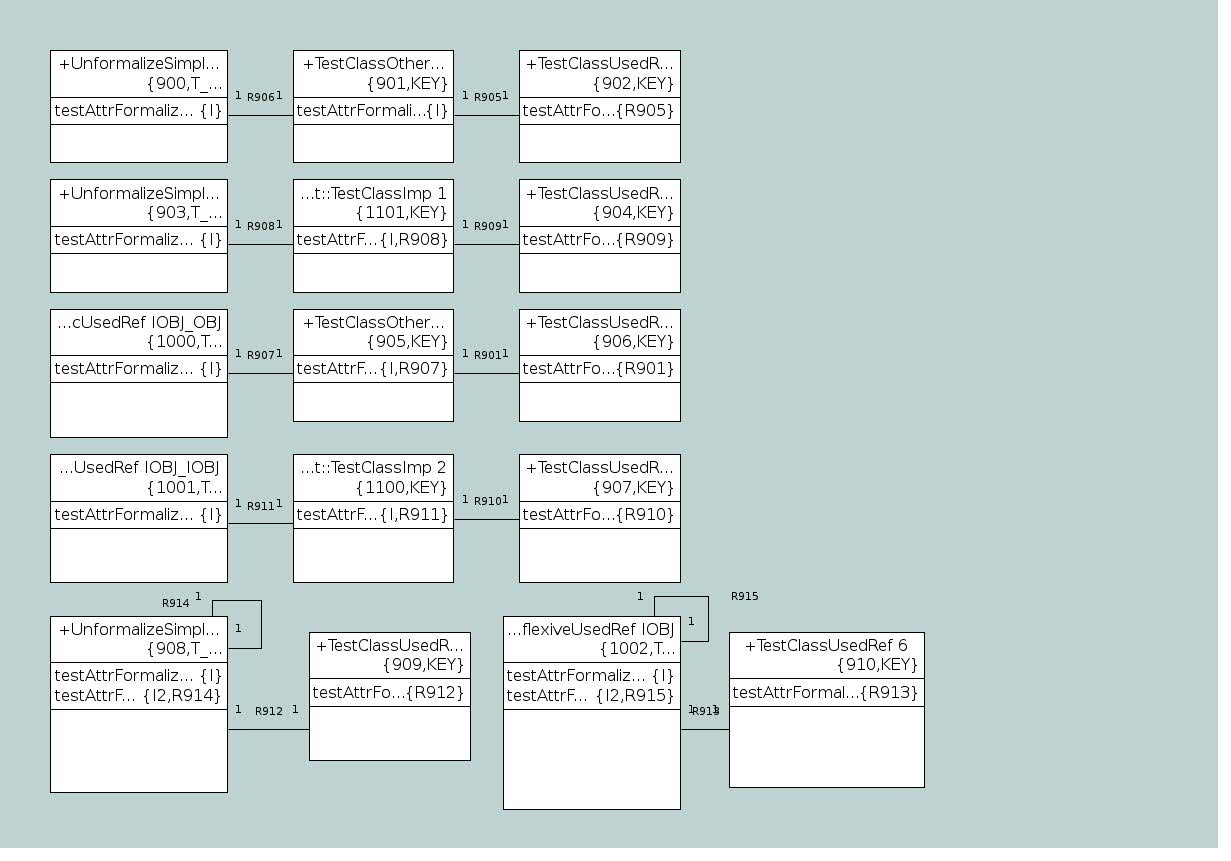 +UnformalizeSimpl...
{900,T_...
testAttrFormaliz... {I}
1 R906 1
+TestClassOther...
{901,KEY}
testAttrFormali...{I}
1 R905 1
+TestClassUsedR...
{902,KEY}
testAttrFo...{R905}
+UnformalizeSimpl...
{903,T_...
testAttrFormaliz... {I}
1 R908 1
...t::TestClassImp 1
{1101,KEY}
testAttrF...{I,R908}
1 R909 1
+TestClassUsedR...
{904,KEY}
testAttrFo...{R909}
...cUsedRef IOBJ_OBJ
{1000,T...
testAttrFormaliz... {I}
1 R907 1
+TestClassOther...
{905,KEY}
testAttrF...{I,R907}
1 R901 1
+TestClassUsedR...
{906,KEY}
testAttrFo...{R901}
...UsedRef IOBJ_IOBJ
{1001,T...
testAttrFormaliz... {I}
1 R911 1
...t::TestClassImp 2
{1100,KEY}
testAttrF...{I,R911}
1 R910 1
+TestClassUsedR...
{907,KEY}
testAttrFo...{R910}
R914 1
1
+UnformalizeSimpl...
{908,T_...
testAttrFormaliz... {I}
testAttrF... {I2,R914}
1 R912 1
+TestClassUsedR...
{909,KEY}
testAttrFo...{R912}
1 R915
1
...flexiveUsedRef IOBJ
{1002,T...
testAttrFormaliz... {I}
testAttrF... {I2,R915}
1 R913 1
+TestClassUsedRef 6
{910,KEY}
testAttrFormal...{R913}